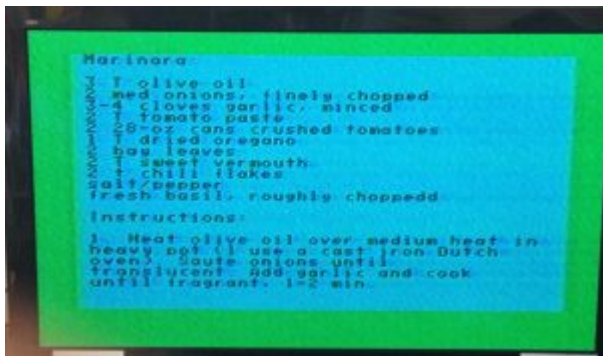 Marinara:
3 T olive oil
2 med onions, finely chopped
3-4 cloves garlic, minced
2 T tomato paste
2 28-oz cans crushed tomatoes
1 T dried oregano
2 bay leaves
2 T sweet vermouth
2 t chili flakes
salt/pepper
fresh basil, roughly choppedd
Instructions:
1. Heat olive oil over medium heat in
heavy pot (I use a cast iron Dutch
oven). Saute onions until
translucent. Add garlic and cook
until fragrant, 1-2 min.